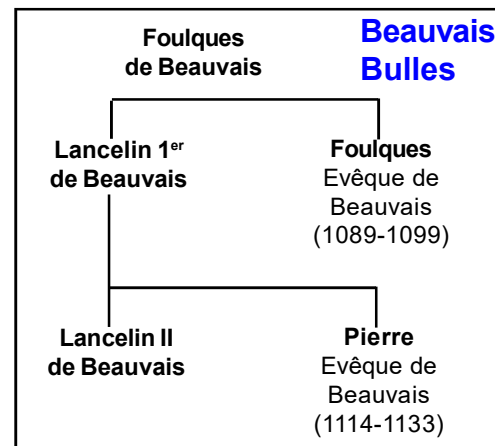 Foulques
de Beauvais
Beauvais
Bulles
Lancelin 1er
de Beauvais
Foulques
Evêque de
Beauvais
(1089-1099)
Lancelin II
de Beauvais
Pierre
Evêque de
Beauvais
(1114-1133)